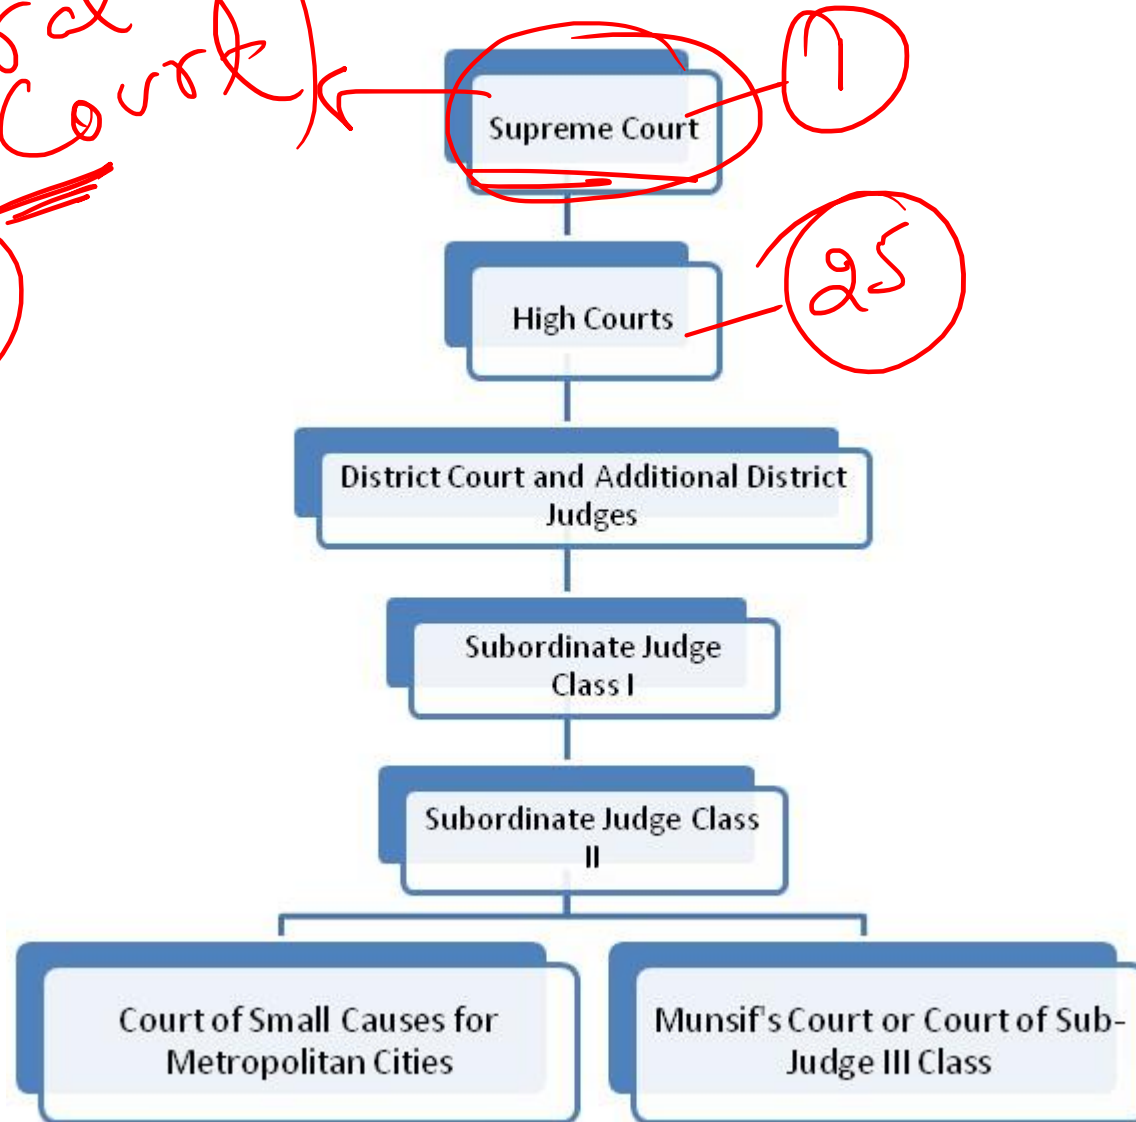 Court)
Supreme Court
1
High Courts
25
District Court and Additional District
Judges
Subordinate Judge
Class I
Subordinate Judge Class
II
Court of Small Causes for
Metropolitan Cities
Munsif's Court or Court of Sub-
Judge III Class